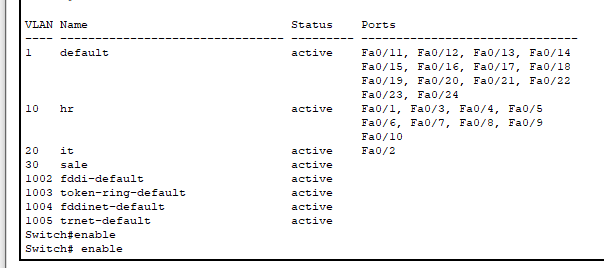 VLAN Name                             Status    Ports
---- -------------------------------- --------- -------------------------------
1    default                          active    Fa0/11, Fa0/12, Fa0/13, Fa0/14
                                                Fa0/15, Fa0/16, Fa0/17, Fa0/18
                                                Fa0/19, Fa0/20, Fa0/21, Fa0/22
                                                Fa0/23, Fa0/24
10   hr                               active    Fa0/1, Fa0/3, Fa0/4, Fa0/5
                                                Fa0/6, Fa0/7, Fa0/8, Fa0/9
                                                Fa0/10
20   it                               active    Fa0/2
30   sale                             active
1002 fddi-default                     active
1003 token-ring-default               active
1004 fddinet-default                  active
1005 trnet-default                    active
Switch#enable
Switch# enable